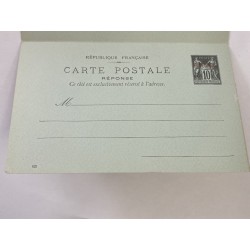 RÉPUBLIQUE FRANÇAISE
CARTE POSTALE
RÉPONSE
Ce côté est exclusivement réservé à l'adresse.
10
M